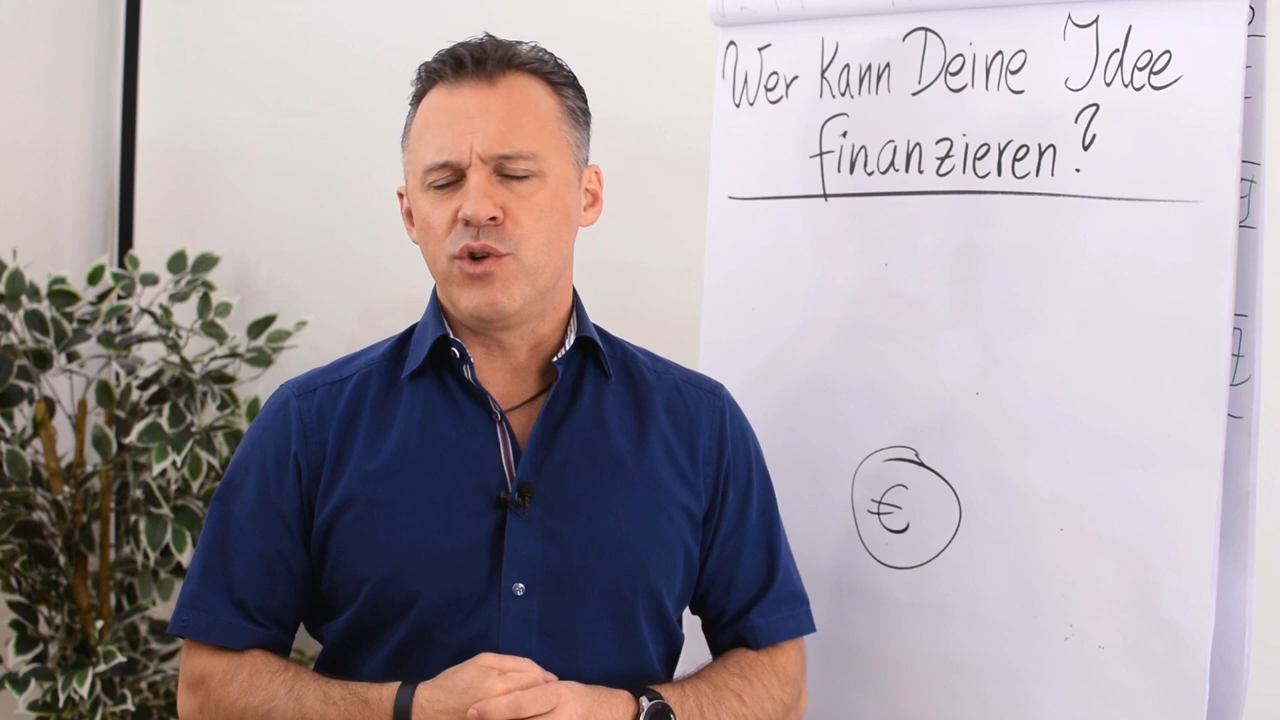 Wer kann Deine Idee
finanzieren?
€